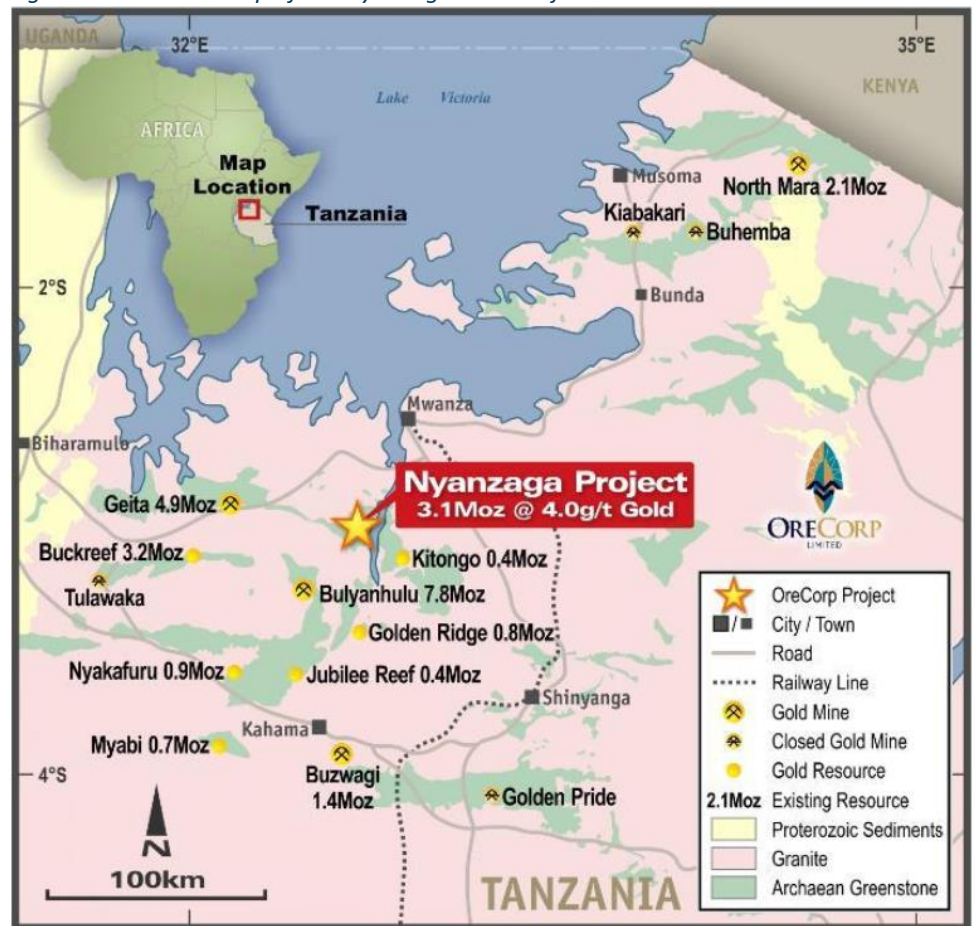 UGANDA
32°E
35°E
KENYA
Lake Victoria
AFRICA
Map
Location
Tanzania
Musoma
North Mara 2.1Moz
Kiabakari
Buhemba
2°S
Bunda
Mwanza
Biharamulo
Nyanzaga Project
3.1Moz @ 4.0g/t Gold
Geita 4.9Moz
ORECORP
LIMITED
Buckreef 3.2Moz
Kitongo 0.4Moz
Tulawaka
Bulyanhulu 7.8Moz
Golden Ridge 0.8Moz
Nyakafuru 0.9Moz
Jubilee Reef 0.4Moz
Shinyanga
Kahama
Myabi 0.7Moz
4°S
Buzwagi
1.4Moz
Golden Pride
N
100km
TANZANIA
OreCorp Project
/ City / Town
Road
Railway Line
Gold Mine
Closed Gold Mine
Gold Resource
2.1Moz Existing Resource
Proterozoic Sediments
Granite
Archaean Greenstone